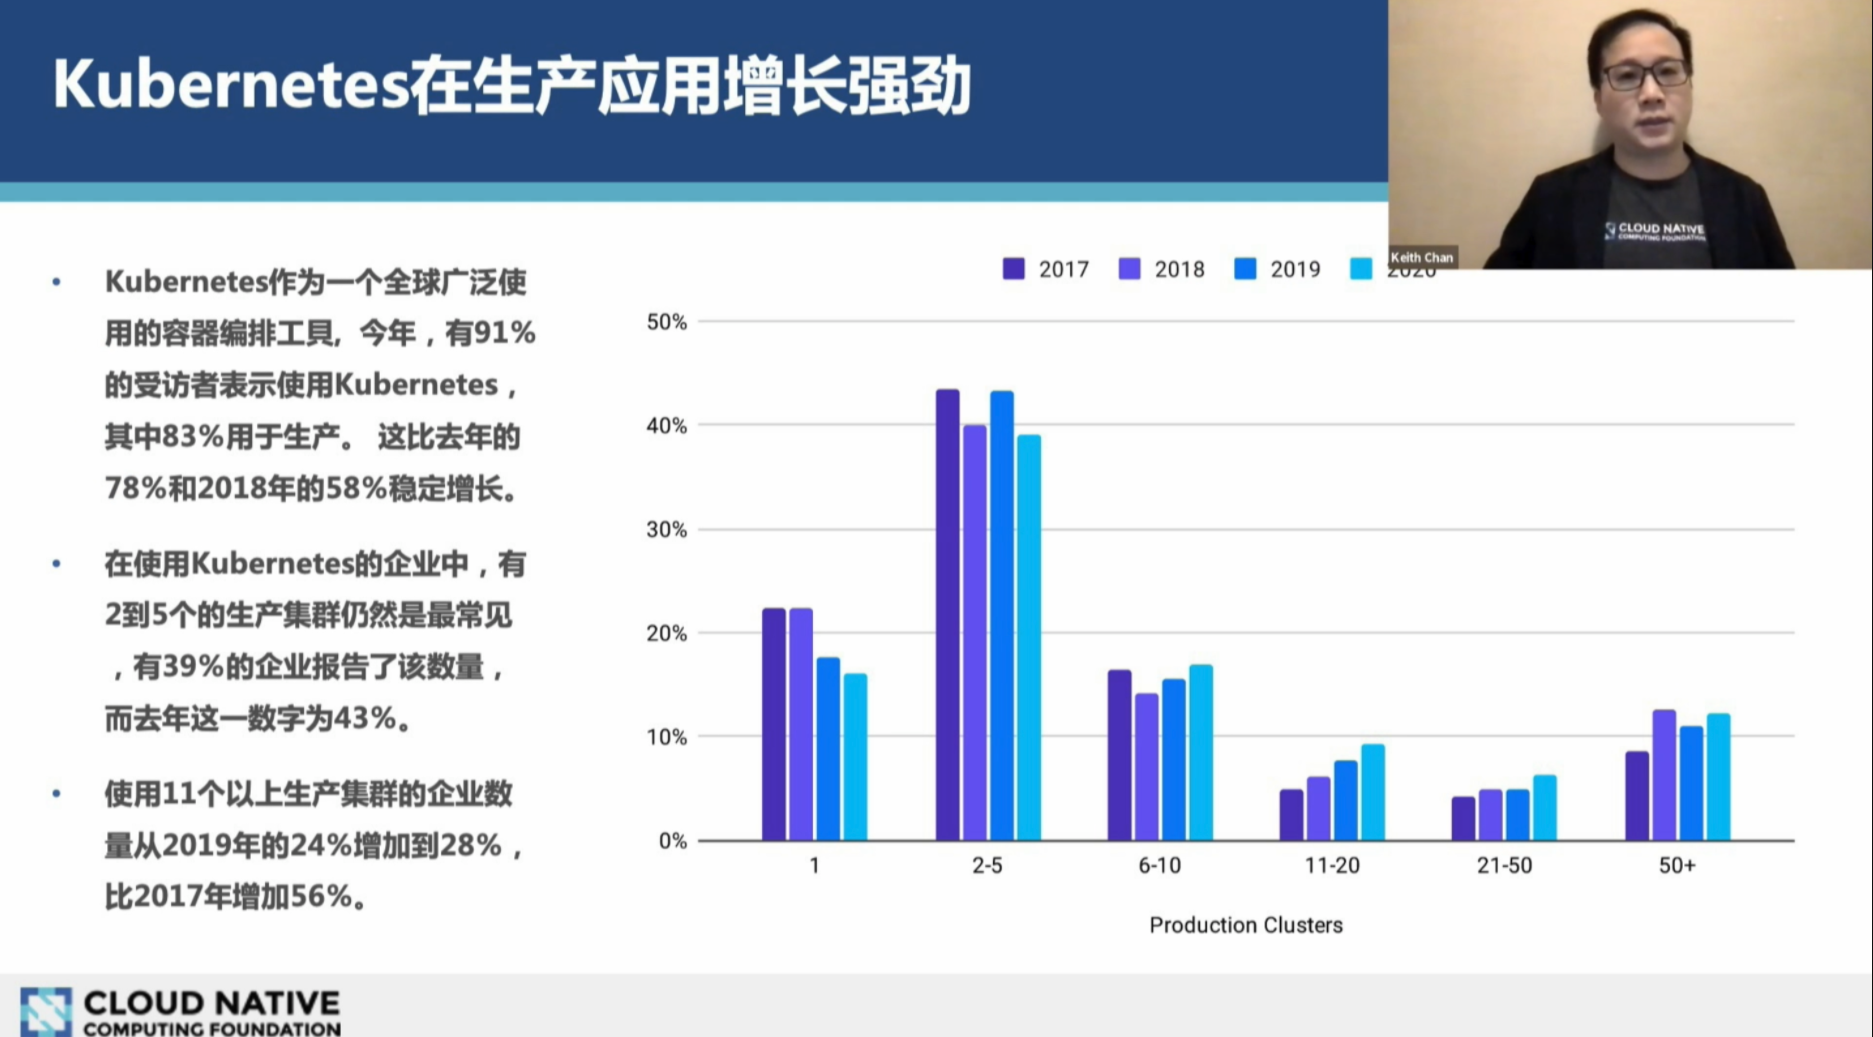 Kubernetes在生产应用增长强劲
Keith Chan
CLOUD NATIVE
COMPUTING FOUNDATION
• Kubernetes作为一个全球广泛使
用的容器编排工具，今年，有91%
的受访者表示使用Kubernetes，
其中83%用于生产。 这比去年的
78%和2018年的58%稳定增长。
• 在使用Kubernetes的企业中，有
2到5个的生产集群仍然是最常见
，有39%的企业报告了该数量，
而去年这一数字为43%。
• 使用11个以上生产集群的企业数
量从2019年的24%增加到28%，
比2017年增加56%。
2017 2018 2019 2020
50%
40%
30%
20%
10%
0%
1 2-5 6-10 11-20 21-50 50+
Production Clusters
CLOUD NATIVE
COMPUTING FOUNDATION